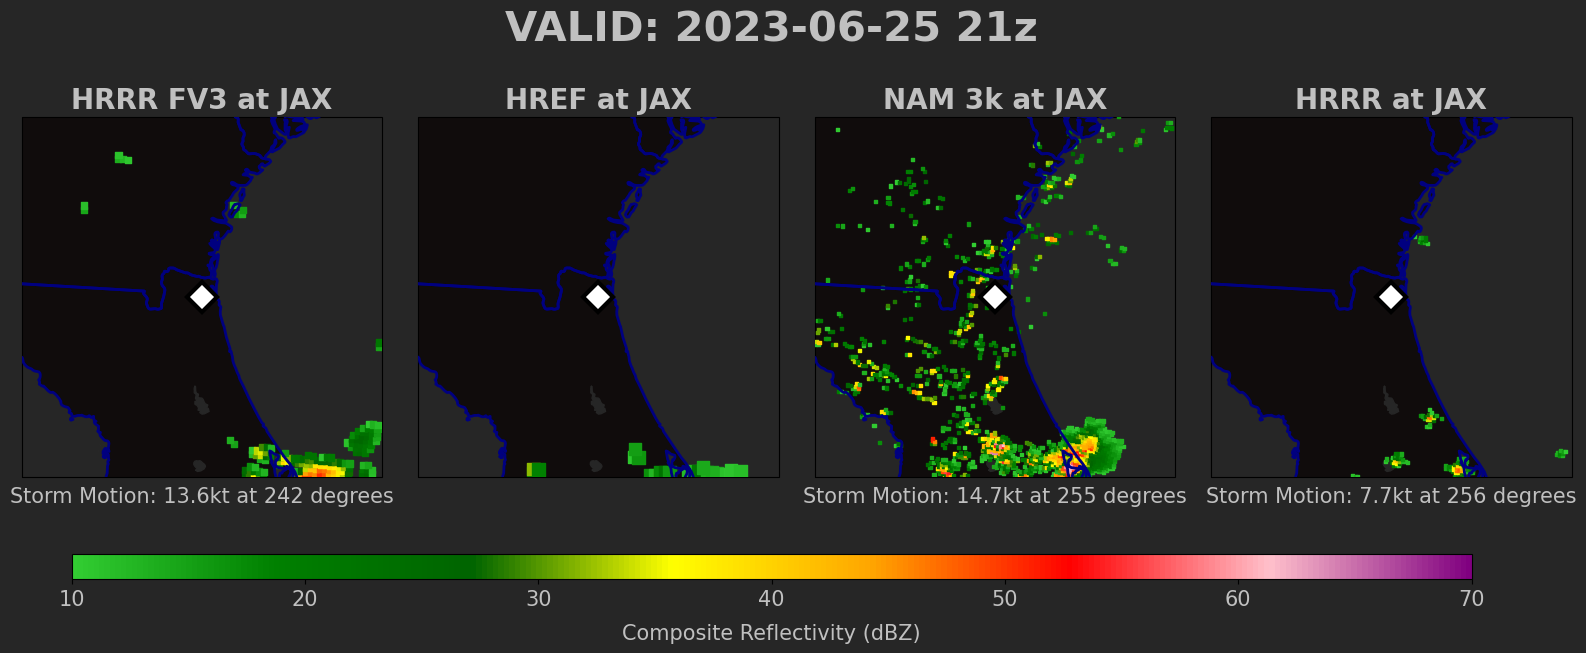 VALID: 2023-06-25 21z
HRRR FV3 at JAX
HREF at JAX
NAM 3k at JAX
HRRR at JAX
Storm Motion: 13.6kt at 242 degrees
Storm Motion: 14.7kt at 255 degrees
Storm Motion: 7.7kt at 256 degrees
10 20 30 40 50 60 70
Composite Reflectivity (dBZ)